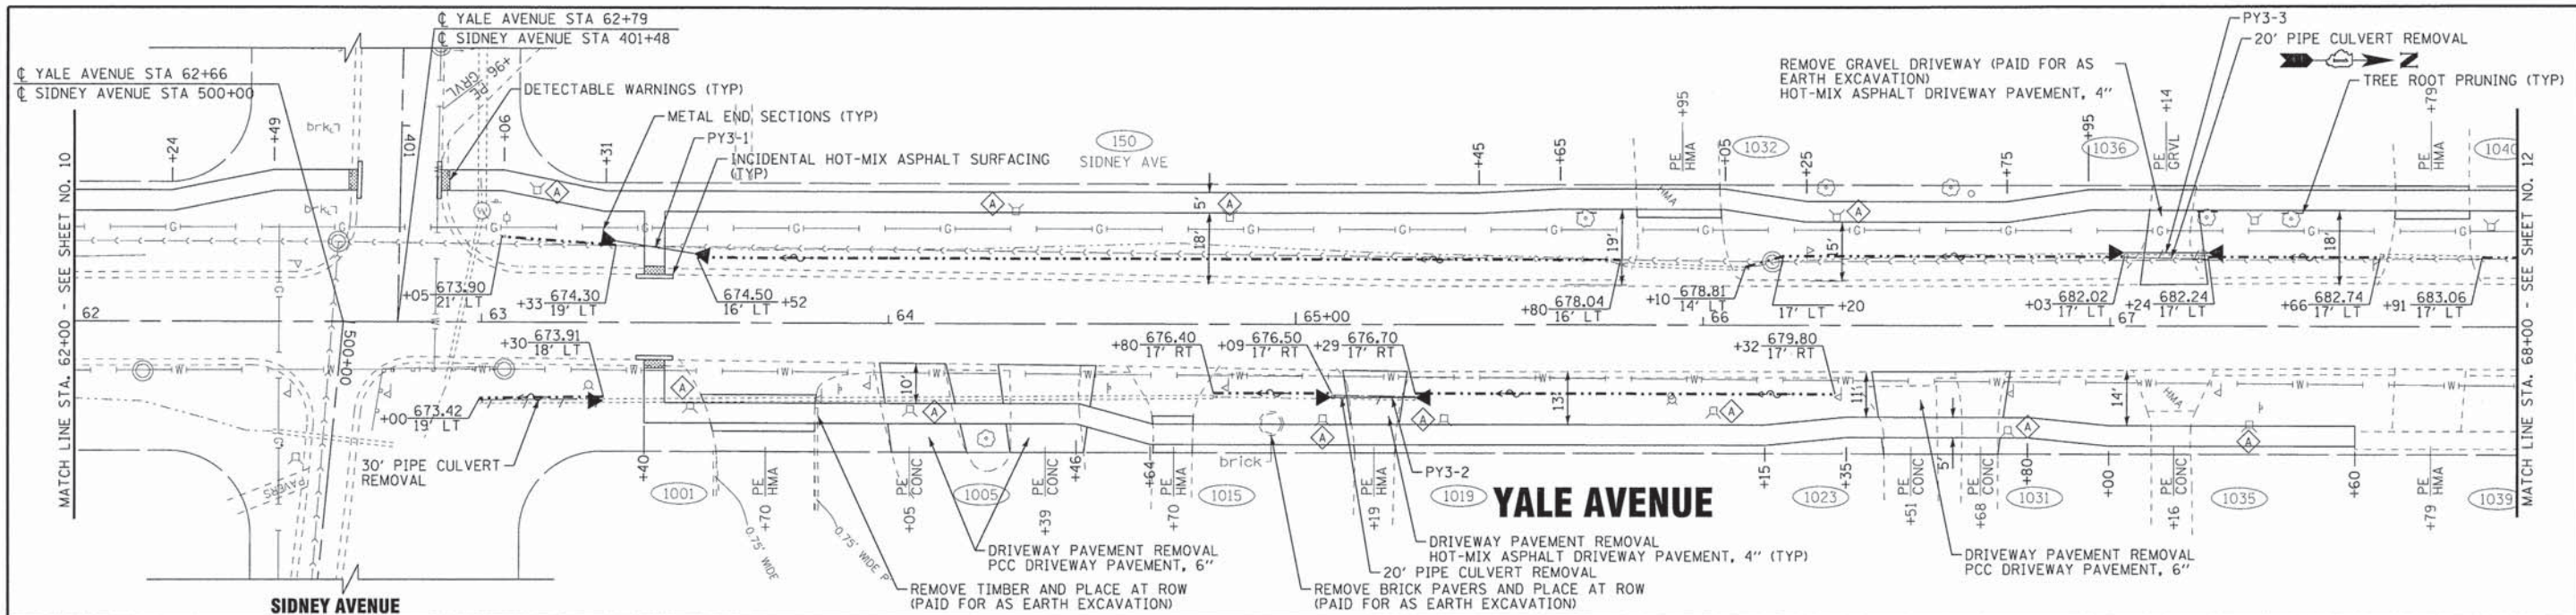 ℄ YALE AVENUE STA 62+79
℄ SIDNEY AVENUE STA 401+48
℄ YALE AVENUE STA 62+66
℄ SIDNEY AVENUE STA 500+00
MATCH LINE STA. 62+00 - SEE SHEET NO. 10
+24
+49
brk
401
+96
PE
GRVL
DETECTABLE WARNINGS (TYP)
+06
METAL END SECTIONS (TYP)
+31
PY3-1
INCIDENTAL HOT-MIX ASPHALT SURFACING
(TYP)
150
SIDNEY AVE
5'
18'
+45
+65
+95
PE
HMA
HMA
+05
1032
+25
+75
+95
1036
REMOVE GRAVEL DRIVEWAY (PAID FOR AS
EARTH EXCAVATION)
HOT-MIX ASPHALT DRIVEWAY PAVEMENT, 4"
+14
PE
GRVL
PY3-3
20' PIPE CULVERT REMOVAL
N
TREE ROOT PRUNING (TYP)
+79
PE
HMA
1040
MATCH LINE STA. 68+00 - SEE SHEET NO. 12
brk
A
A
A
A
G
W
19'
15'
18'
+05 673.90
21' LT
+33 674.30
19' LT
674.50 +52
16' LT
+80 678.04
16' LT
+10 678.81
14' LT
+20
17' LT
+03 682.02
17' LT
+24 682.24
17' LT
+66 682.74
17' LT
+91 683.06
17' LT
62
63
64
65+00
66
67
500+00
+30 673.91
18' LT
+00 673.42
19' LT
+80 676.40
17' RT
+09 676.50
17' RT
+29 676.70
17' RT
+32 679.80
17' RT
10'
13'
11'
5'
14'
HMA
A
A
A
A
A
A
A
PAVERS
30' PIPE CULVERT
REMOVAL
+40
1001
+70
PE
HMA
0.75' WIDE
0.75' WIDE P
+05
PE
CONC
1005
+39
PE
CONC
+46
+64
+70
PE
HMA
1015
brick
+19
PE
HMA
PY3-2
1019
YALE AVENUE
+15
1023
+35
+51
PE
CONC
+68
PE
CONC
1031
+80
+00
+16
PE
CONC
1035
+60
+79
PE
HMA
1039
DRIVEWAY PAVEMENT REMOVAL
PCC DRIVEWAY PAVEMENT, 6"
REMOVE TIMBER AND PLACE AT ROW
(PAID FOR AS EARTH EXCAVATION)
DRIVEWAY PAVEMENT REMOVAL
HOT-MIX ASPHALT DRIVEWAY PAVEMENT, 4" (TYP)
20' PIPE CULVERT REMOVAL
REMOVE BRICK PAVERS AND PLACE AT ROW
(PAID FOR AS EARTH EXCAVATION)
DRIVEWAY PAVEMENT REMOVAL
PCC DRIVEWAY PAVEMENT, 6"
SIDNEY AVENUE